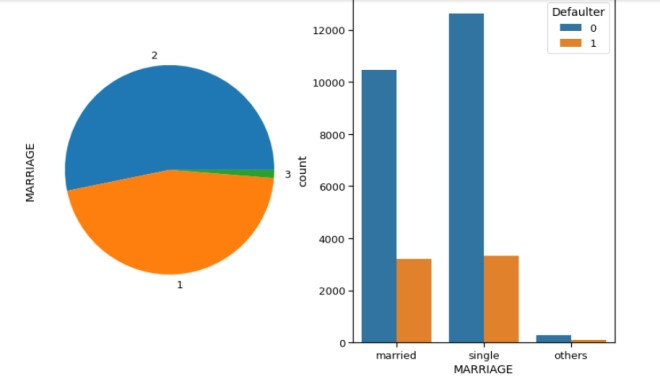 2
3
1
MARRIAGE
Defaulter
0
1
12000
10000
8000
6000
4000
2000
0
count
married
single
others
MARRIAGE